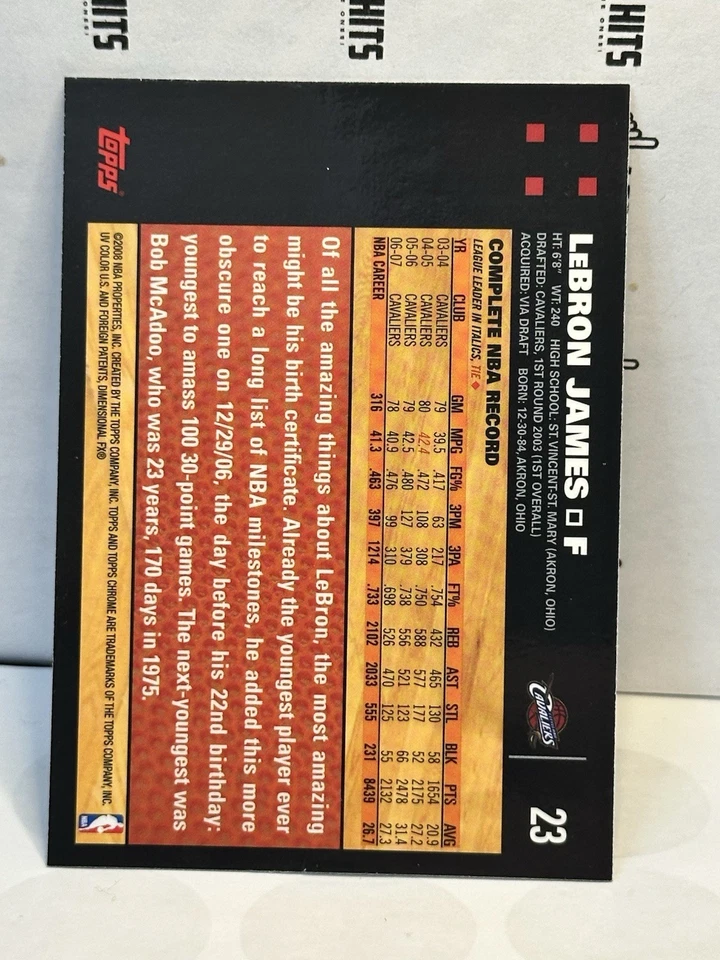 HITS
HITS
HITS
E ONES!
LEBRON JAMES □ F
23
HT: 6'8" WT: 240 HIGH SCHOOL: ST. VINCENT-ST. MARY (AKRON, OHIO)
DRAFTED: CAVALIERS, 1ST ROUND 2003 (1ST OVERALL)
ACQUIRED: VIA DRAFT BORN: 12-30-84, AKRON, OHIO
CAVALIERS
COMPLETE NBA RECORD
LEAGUE LEADER IN ITALICS, TIE ◆
YR CLUB GM MPG FG% 3PM 3PA FT% REB AST STL BLK PTS AVG
03-04 CAVALIERS 79 39.5 .417 63 217 .754 432 465 130 58 1654 20.9
04-05 CAVALIERS 80 42.4 .472 108 308 .750 588 577 177 52 2175 27.2
05-06 CAVALIERS 79 42.5 .480 127 379 .738 556 521 123 66 2478 31.4
06-07 CAVALIERS 78 40.9 .476 99 310 .698 526 470 125 55 2132 27.3
NBA CAREER 316 41.3 .463 397 1214 .733 2102 2033 555 231 8439 26.7
Of all the amazing things about LeBron, the most amazing
might be his birth certificate. Already the youngest player ever
to reach a long list of NBA milestones, he added this more
obscure one on 12/29/06, the day before his 22nd birthday:
youngest to amass 100 30-point games. The next-youngest was
Bob McAdoo, who was 23 years, 170 days in 1975.
©2008 NBA PROPERTIES, INC. CREATED BY THE TOPPS COMPANY, INC. TOPPS AND TOPPS CHROME ARE TRADEMARKS OF THE TOPPS COMPANY, INC.
UV COLOR U.S. AND FOREIGN PATENTS, DIMENSIONAL FX®
NBA
topps®